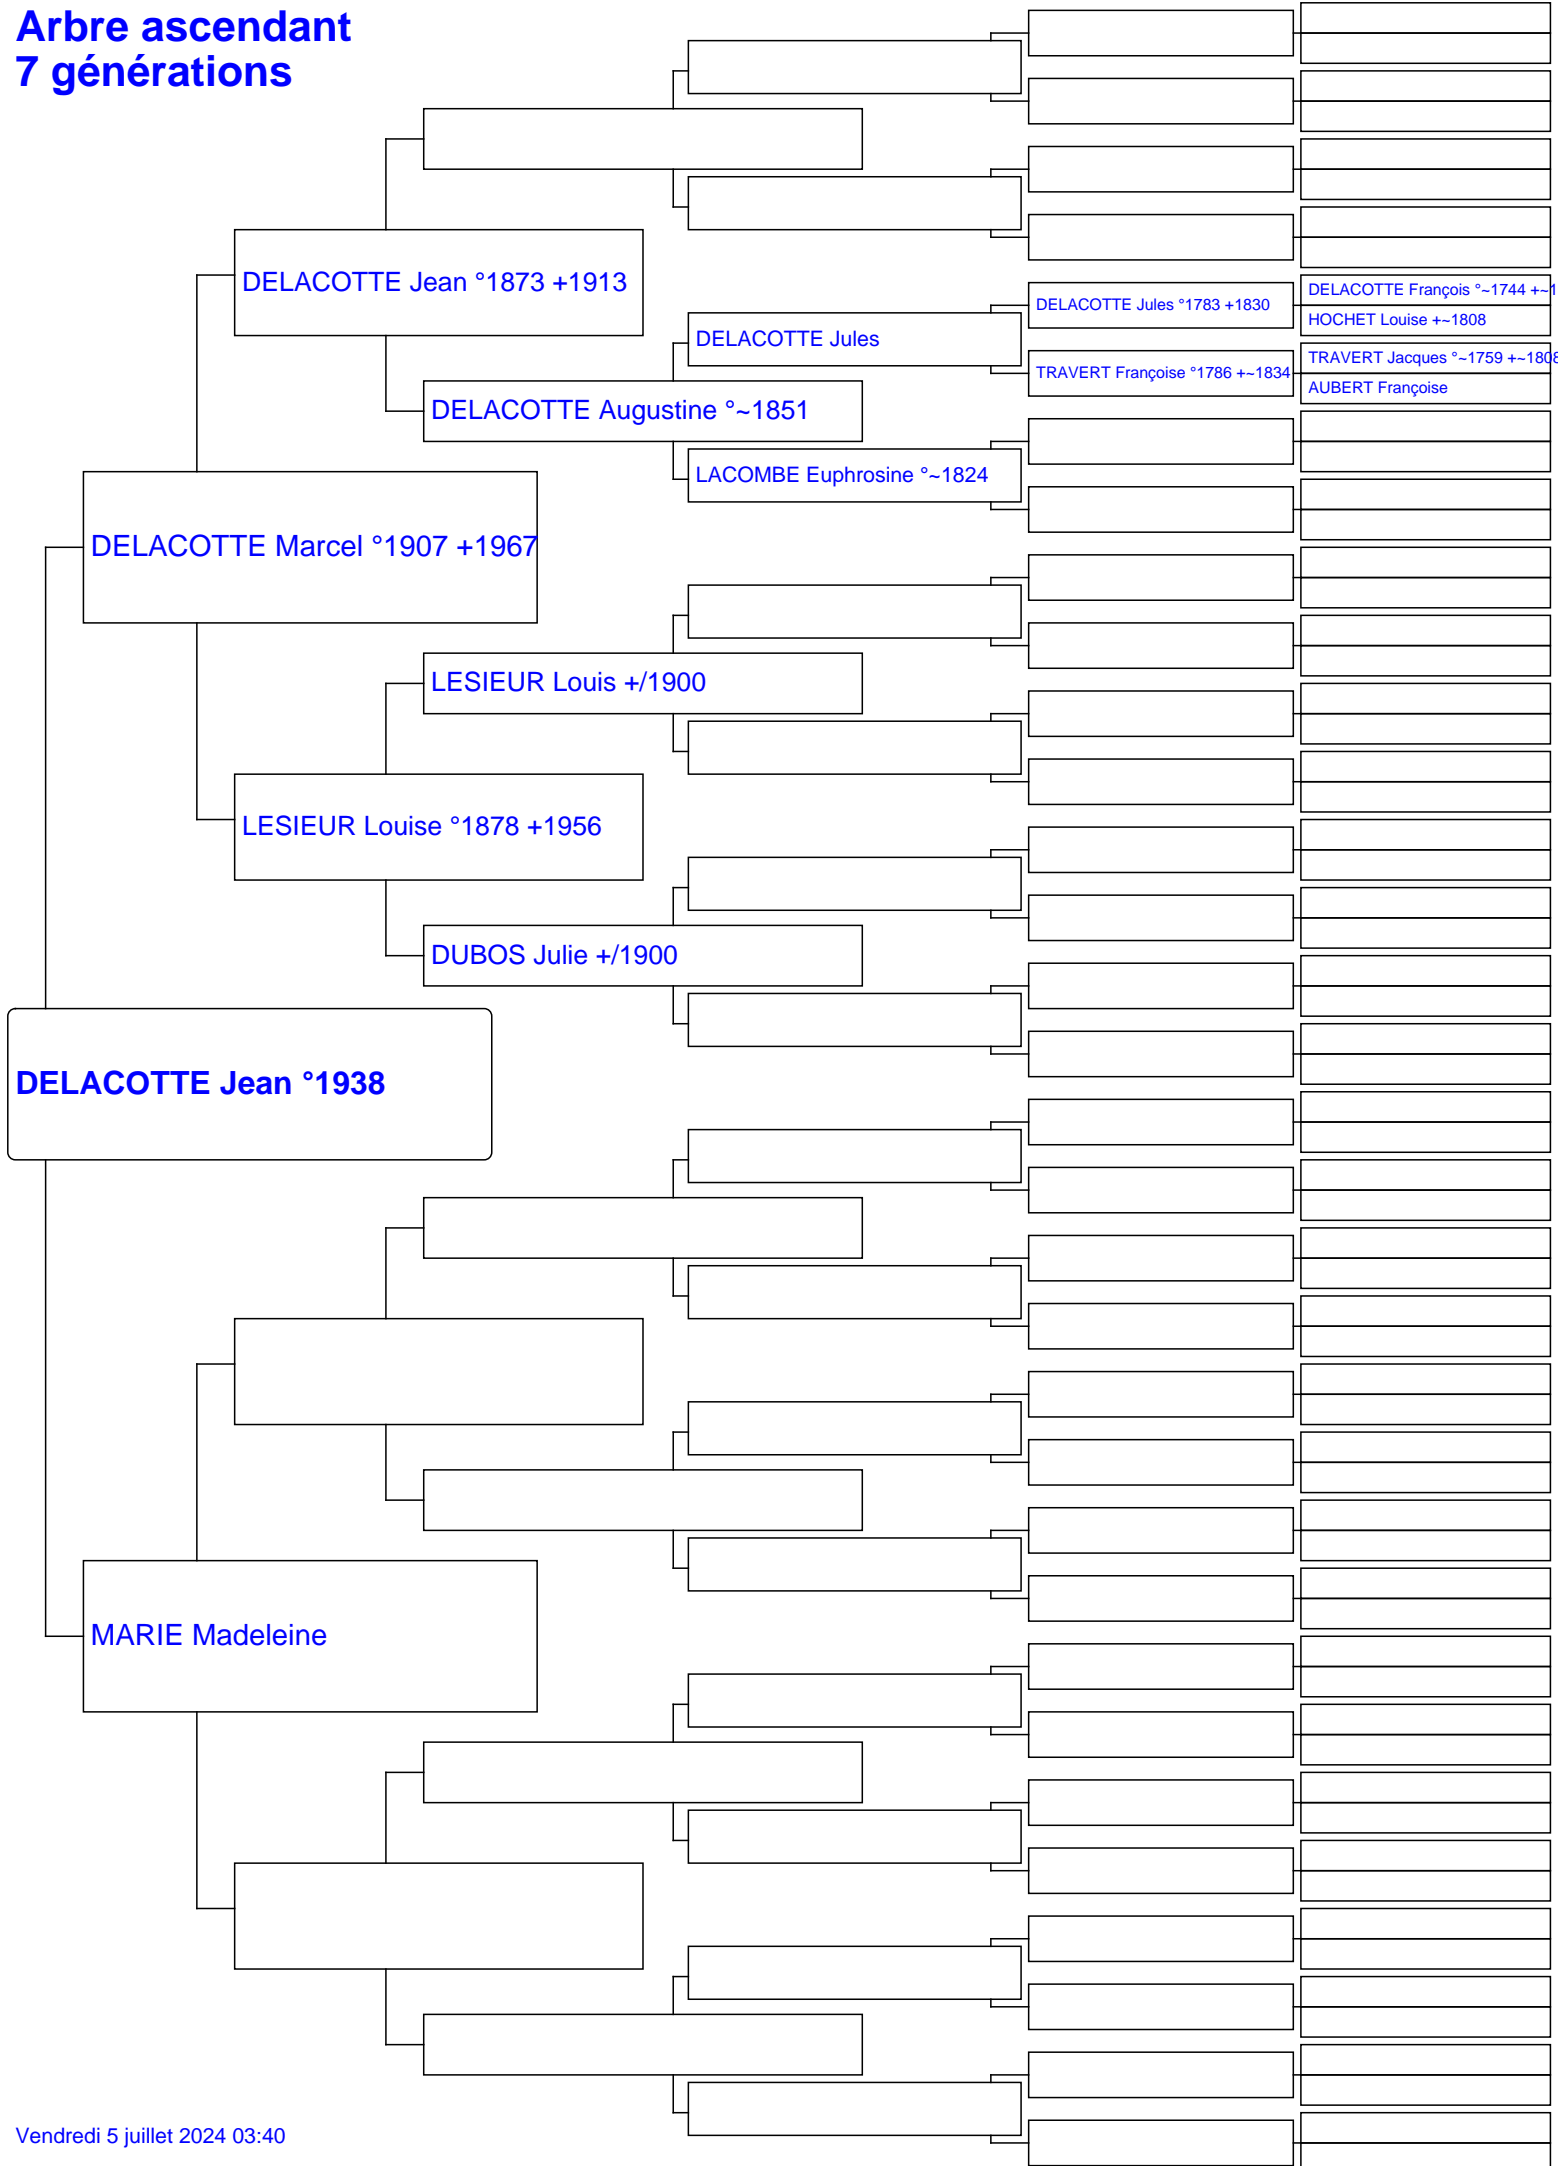 Arbre ascendant
7 générations
DELACOTTE François °~1744 +~1
DELACOTTE Jean °1873 +1913
DELACOTTE Jules °1783 +1830
HOCHET Louise +~1808
DELACOTTE Jules
TRAVERT Jacques °~1759 +~1808
TRAVERT Françoise °1786 +~1834
AUBERT Françoise
DELACOTTE Augustine °~1851
LACOMBE Euphrosine °~1824
DELACOTTE Marcel °1907 +1967
LESIEUR Louis +/1900
LESIEUR Louise °1878 +1956
DUBOS Julie +/1900
DELACOTTE Jean °1938
MARIE Madeleine
Vendredi 5 juillet 2024 03:40